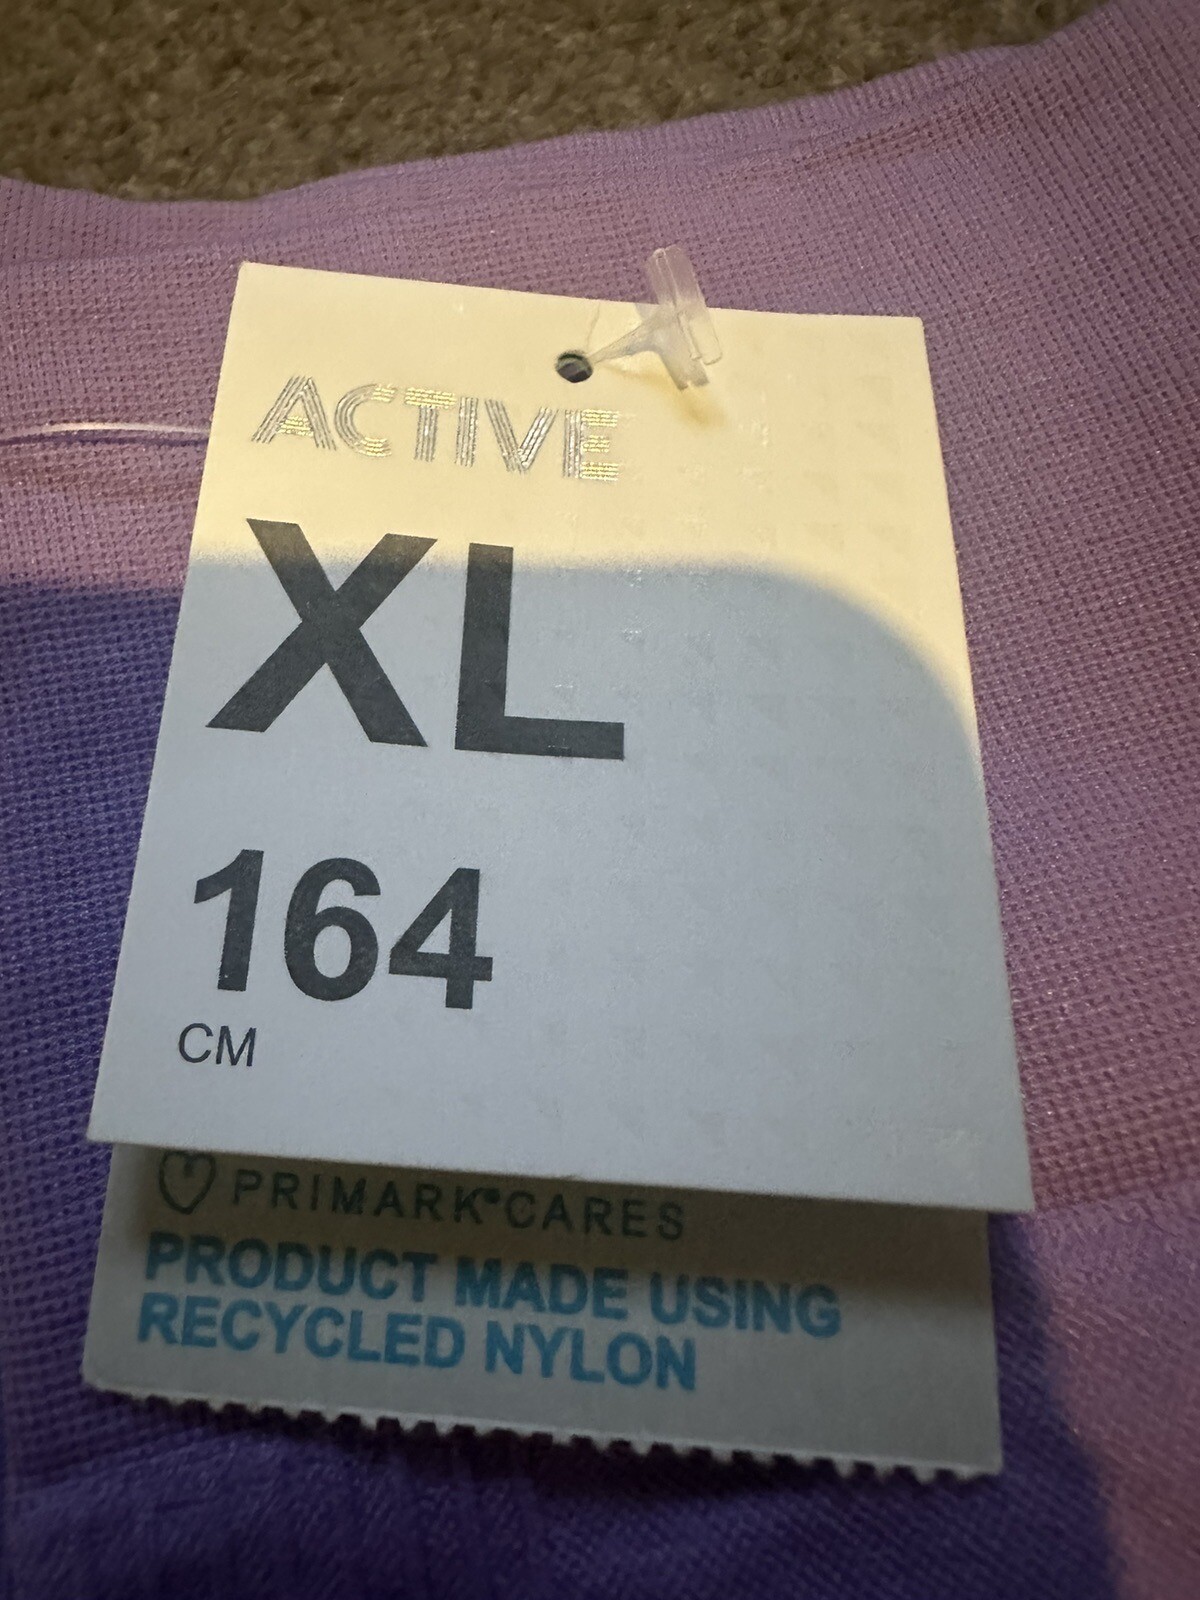 ACTIVE
XL
164
CM
PRIMARK®CARES
PRODUCT MADE USING
RECYCLED NYLON